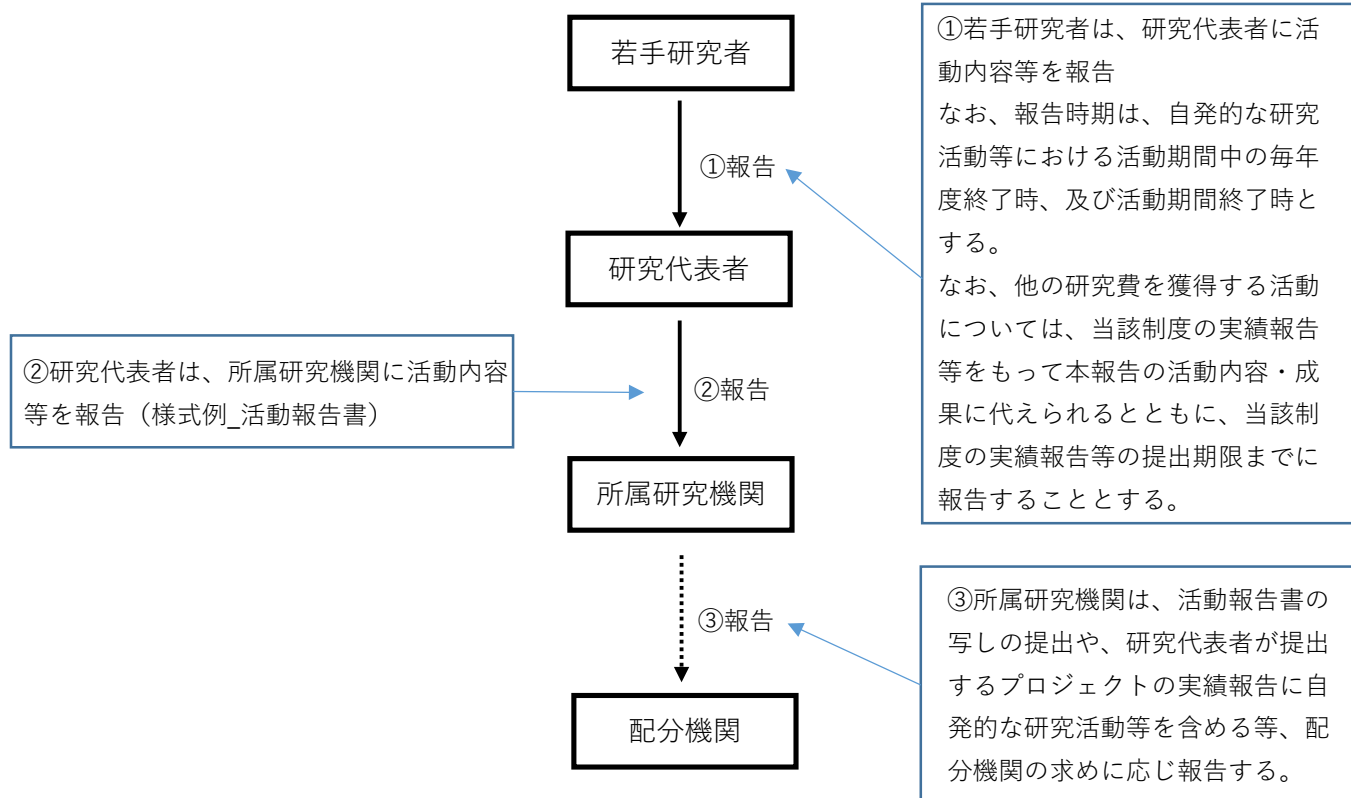 若手研究者
①報告
研究代表者
②報告
所属研究機関
③報告
配分機関
①若手研究者は、研究代表者に活
動内容等を報告
なお、報告時期は、自発的な研究
活動等における活動期間中の毎年
度終了時、及び活動期間終了時と
する。
なお、他の研究費を獲得する活動
については、当該制度の実績報告
等をもって本報告の活動内容・成
果に代えられるとともに、当該制
度の実績報告等の提出期限までに
報告することとする。
②研究代表者は、所属研究機関に活動内容
等を報告（様式例_活動報告書）
③所属研究機関は、活動報告書の
写しの提出や、研究代表者が提出
するプロジェクトの実績報告に自
発的な研究活動等を含める等、配
分機関の求めに応じ報告する。